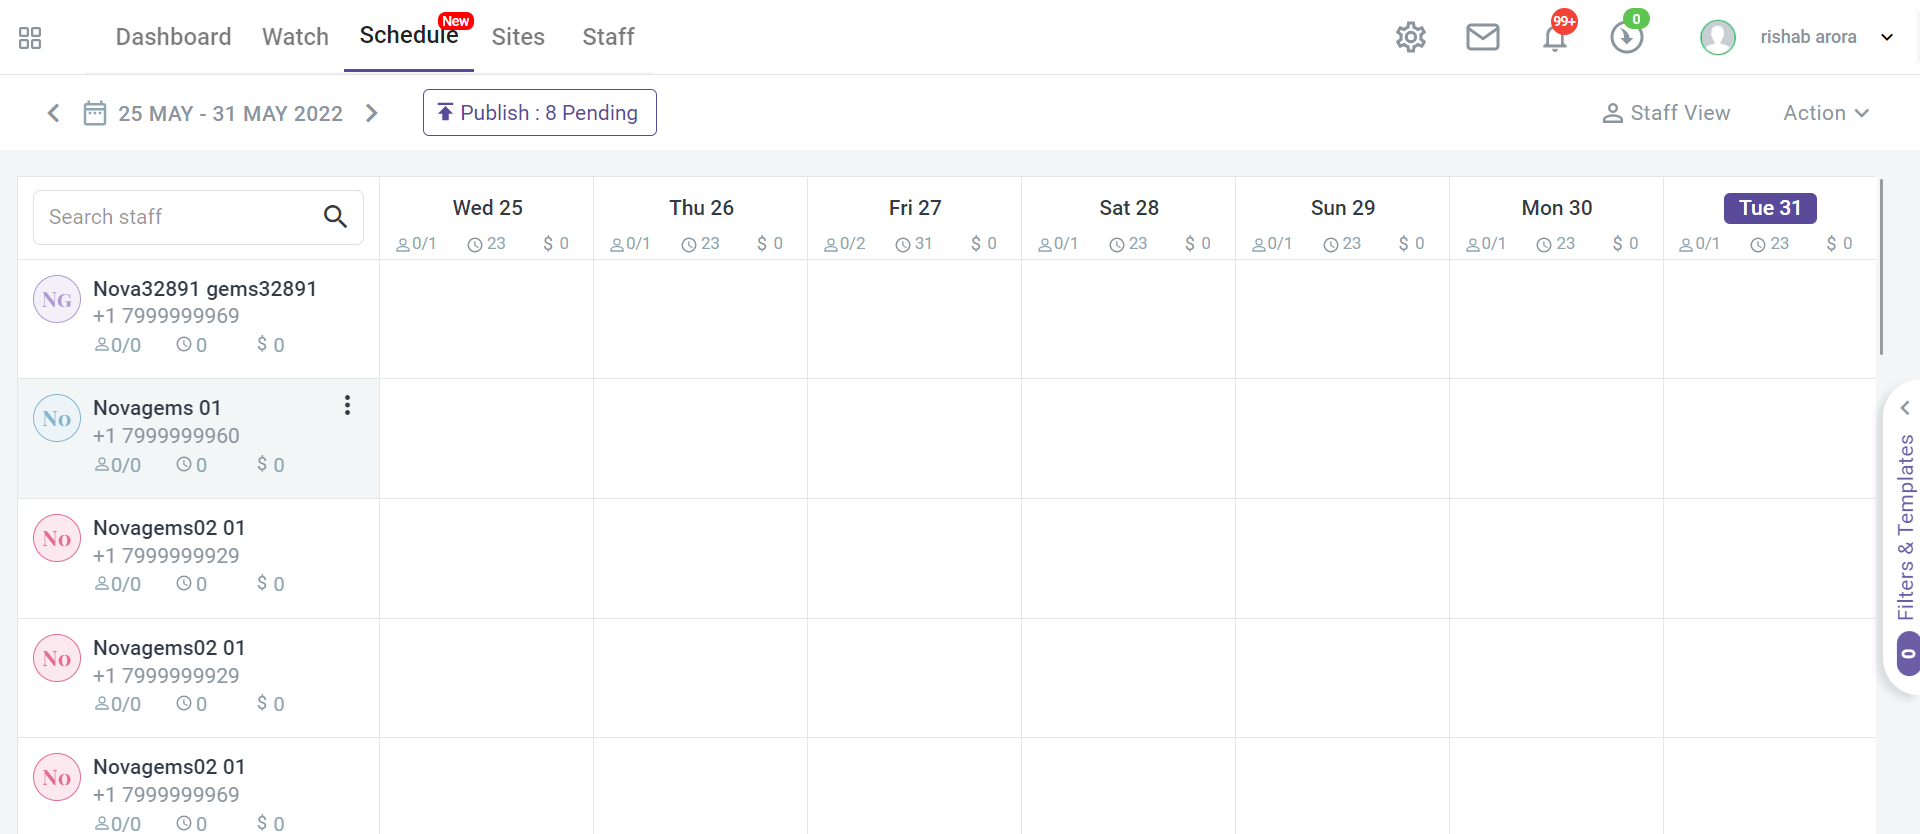 Dashboard Watch Schedule New Sites Staff 99+ 0 rishab arora
25 MAY - 31 MAY 2022 Publish : 8 Pending Staff View Action
Search staff
Wed 25 Thu 26 Fri 27 Sat 28 Sun 29 Mon 30 Tue 31
0/1 23 $ 0 0/1 23 $ 0 0/2 31 $ 0 0/1 23 $ 0 0/1 23 $ 0 0/1 23 $ 0 0/1 23 $ 0
NG Nova32891 gems32891
+1 7999999969
0/0 0 $ 0
No Novagems 01
+1 7999999960
0/0 0 $ 0
No Novagems02 01
+1 7999999929
0/0 0 $ 0
No Novagems02 01
+1 7999999929
0/0 0 $ 0
No Novagems02 01
+1 7999999969
0/0 0 $ 0
Filters & Templates 0